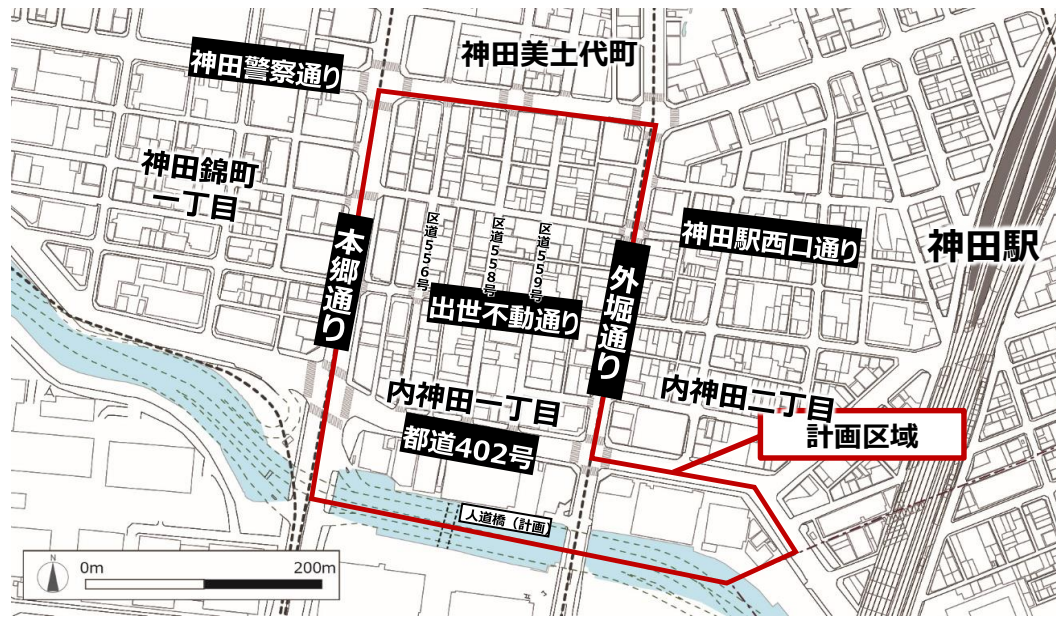 神田美土代町
神田警察通り
神田錦町
一丁目
区道556号
区道558号
区道559号
神田駅西口通り
神田駅
本郷通り
外堀通り
出世不動通り
内神田一丁目
内神田二丁目
計画区域
都道402号
人道橋（計画）
N
0m
200m